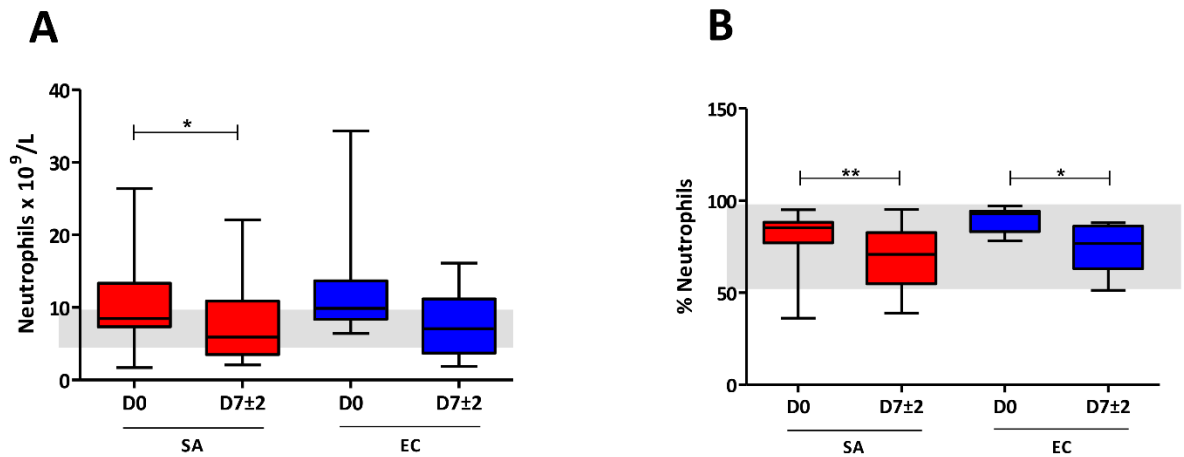 A
Neutrophils x 10⁹/L
40
30
20
10
0
*
D0 D7±2 D0 D7±2
SA EC
B
% Neutrophils
150
100
50
0
** *
D0 D7±2 D0 D7±2
SA EC